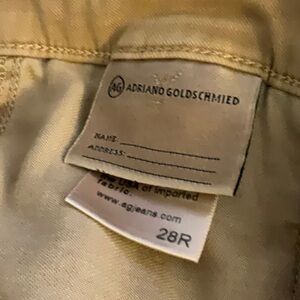 AG ADRIANO GOLDSCHMIED
NAME:
ADDRESS:
the USA of imported
fabric.
www.agjeans.com
28R